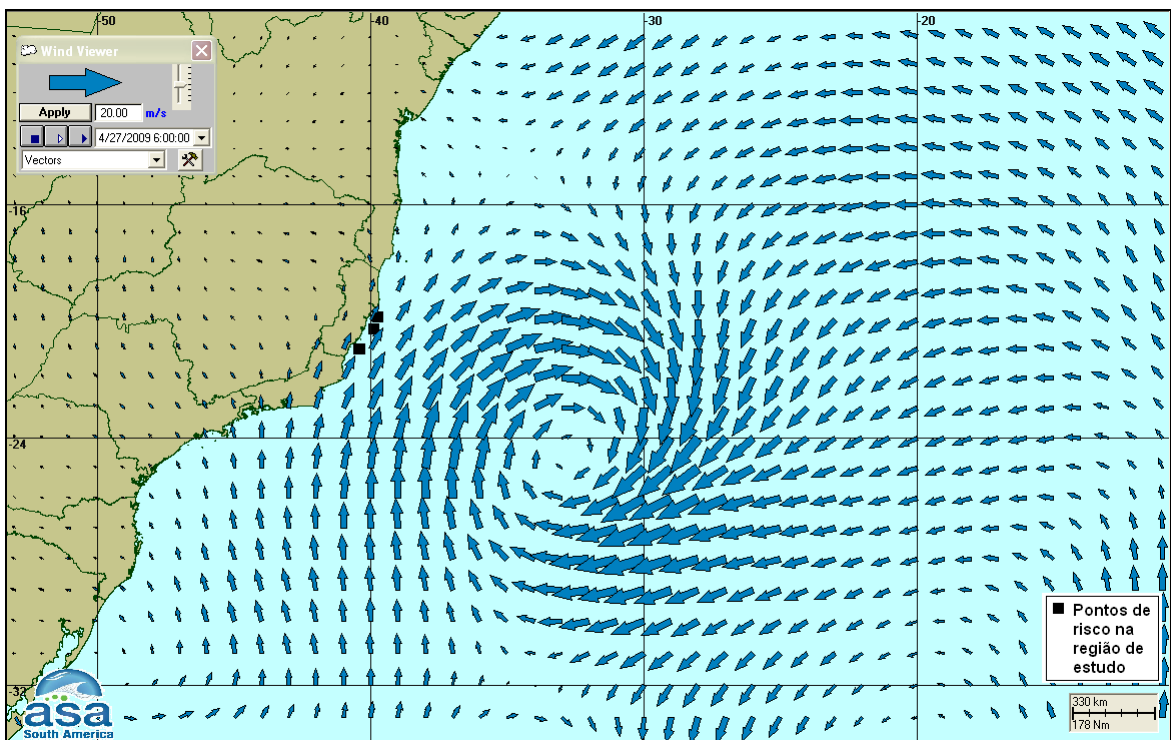 -50
-40
-30
-20
Wind Viewer
Apply
20.00
m/s
4/27/2009 6:00:00
Vectors
-16
-24
-32
Pontos de
risco na
região de
estudo
asa
South America
330 km
178 Nm